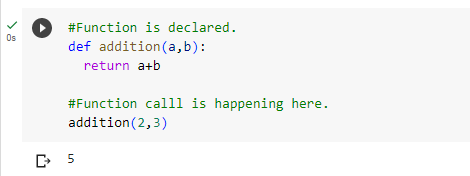 #Function is declared.
def addition(a,b):
  return a+b
#Function calll is happening here.
addition(2,3)
0s
5